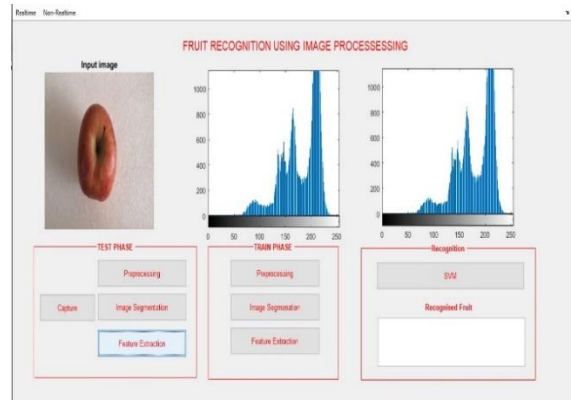 Realtime Non-Realtime
FRUIT RECOGNITION USING IMAGE PROCESSESSING
Input image
1000
800
600
400
200
0
0 50 100 150 200 250
1000
800
600
400
200
0
0 50 100 150 200 250
TEST PHASE
Preprocessing
Capture
Image Segmentation
Feature Extraction
TRAIN PHASE
Preprocessing
Image Segmenation
Feature Extraction
Recognition
SVM
Recognised Fruit